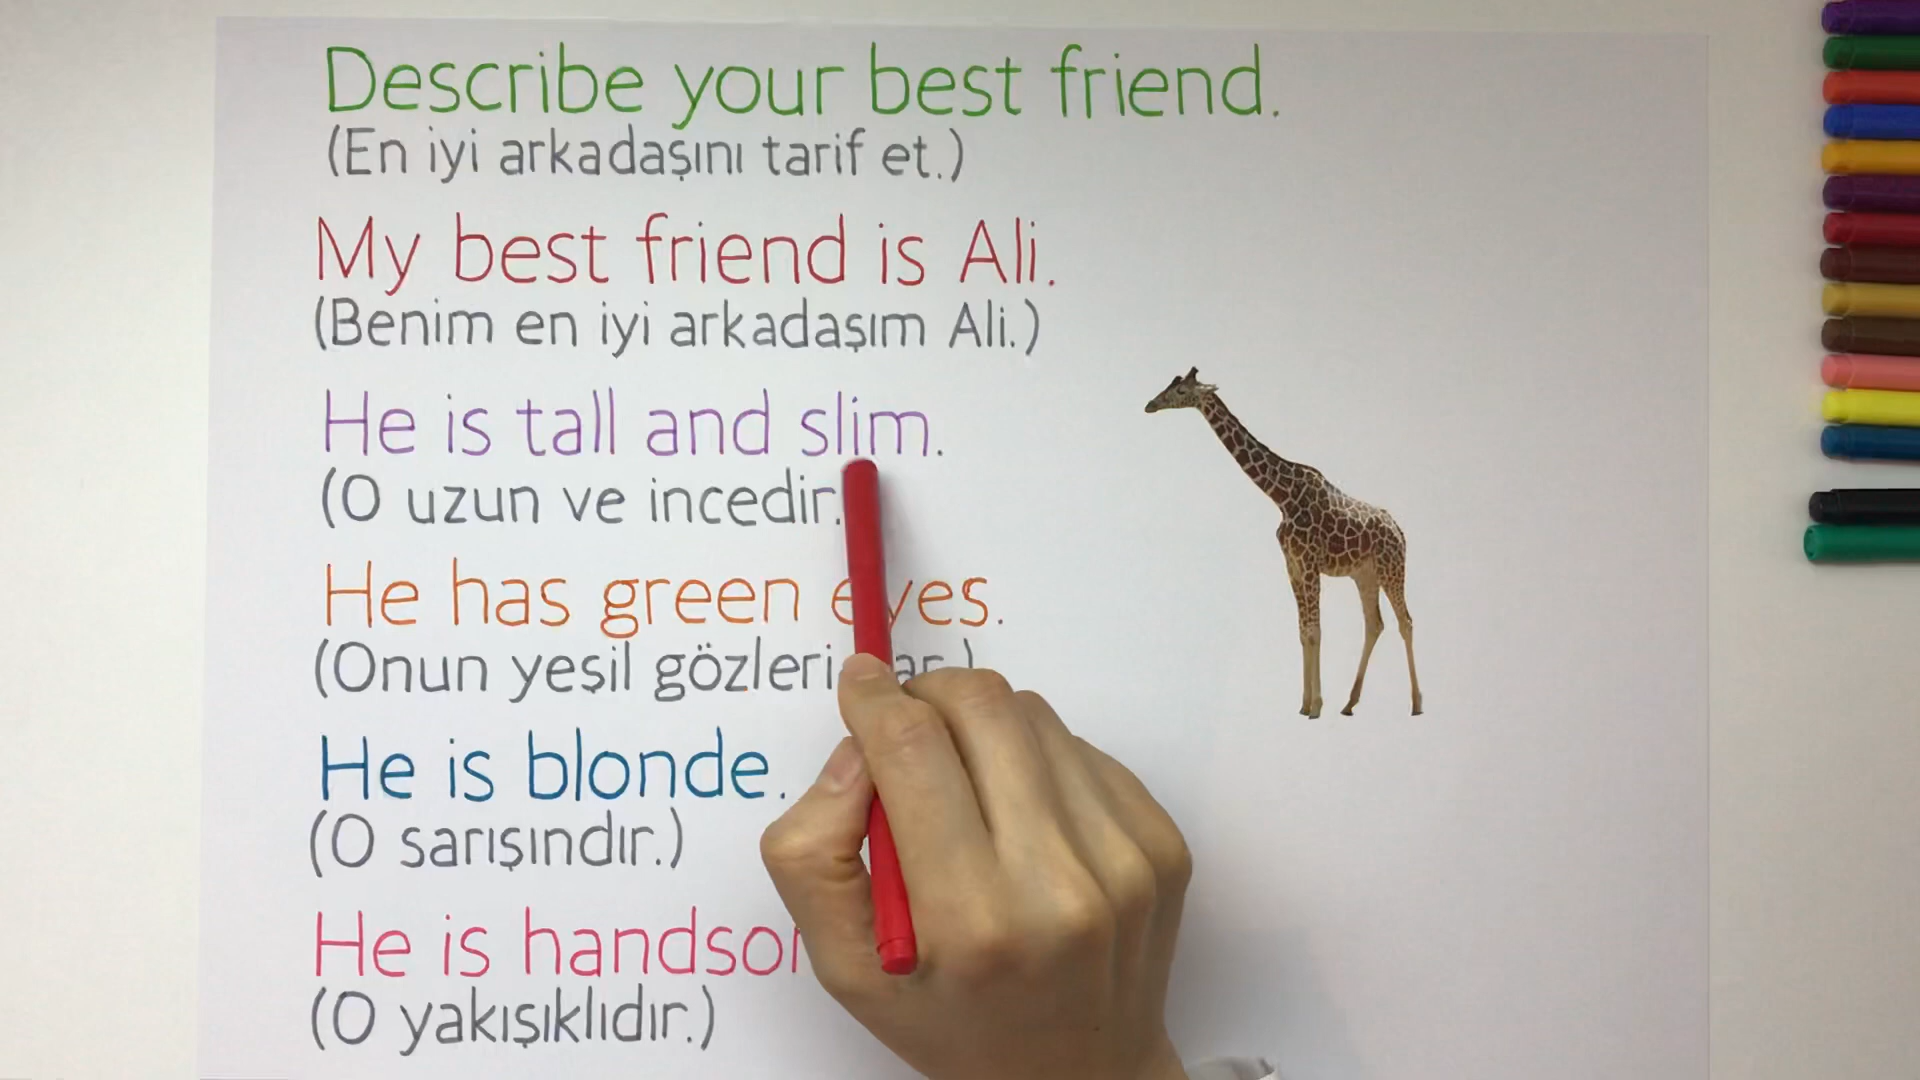 Describe your best friend.
(En iyi arkadaşını tarif et.)
My best friend is Ali.
(Benim en iyi arkadaşım Ali.)
He is tall and slim.
(O uzun ve incedir.
He has green eyes.
(Onun yeşil gözleri
He is blonde.
(O sarışındır.)
He is
(O yakışıklıdır.)